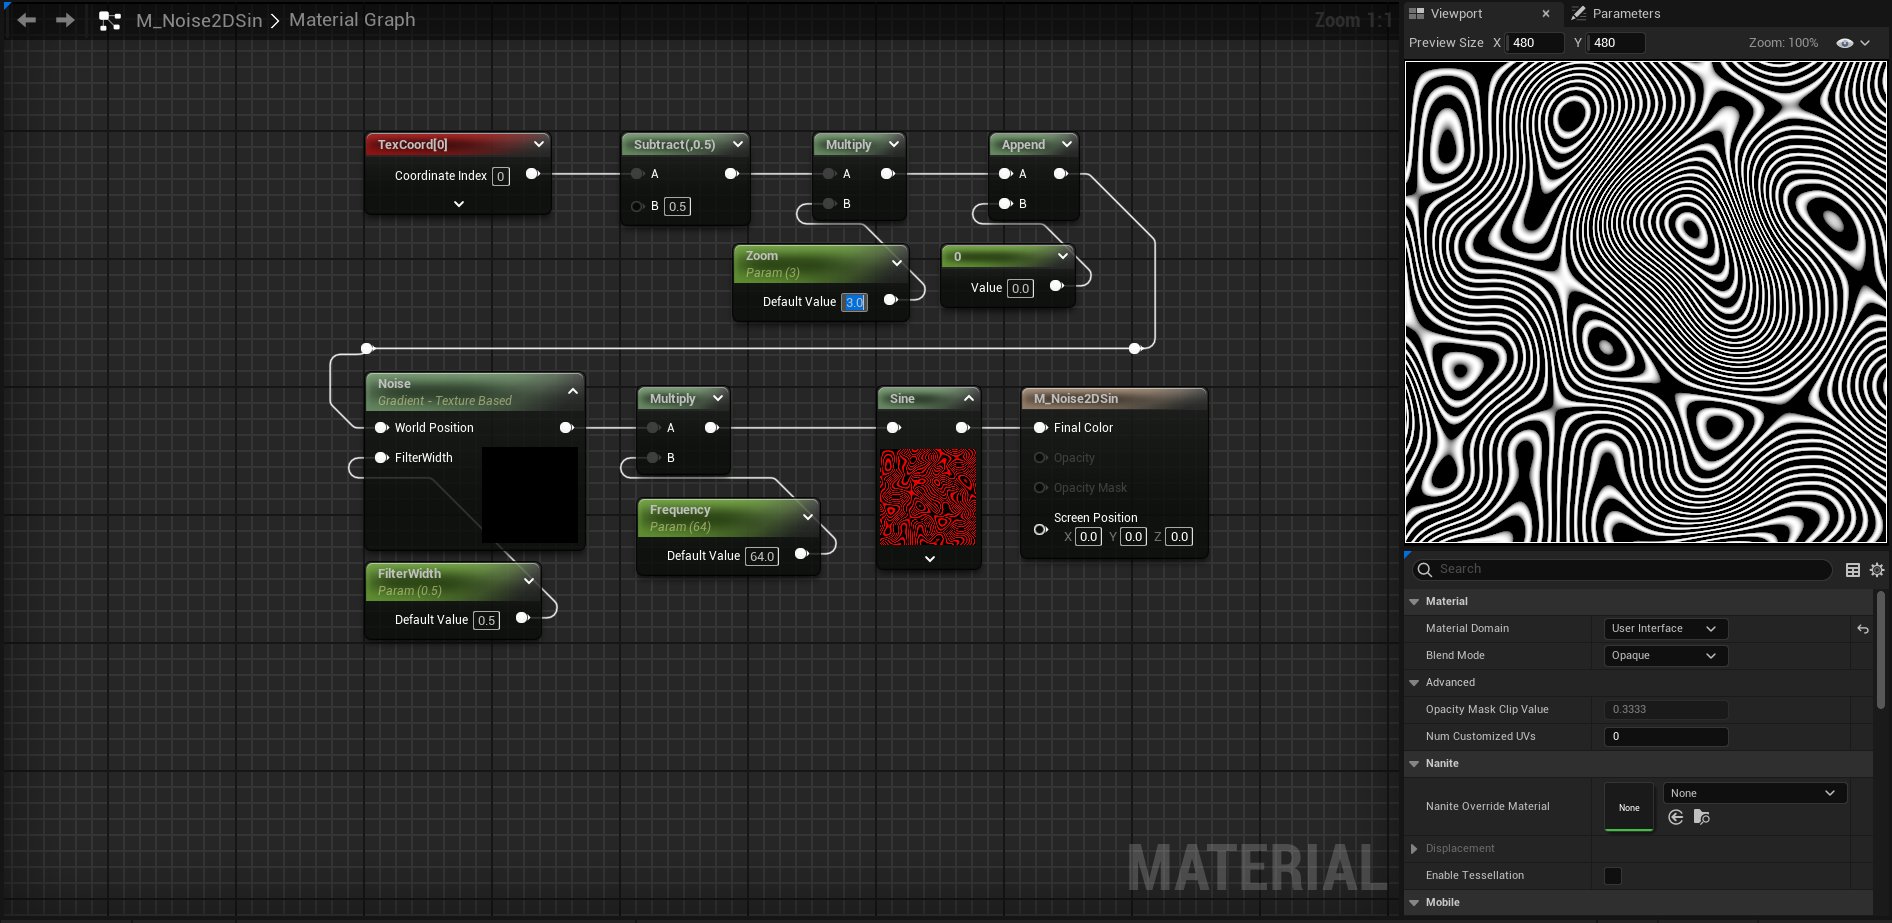 M_Noise2DSin > Material Graph
Zoom 1:1
TexCoord[0]
Coordinate Index 0
Subtract(,0.5)
A
B 0.5
Multiply
A
B
Append
A
B
Zoom
Param (3)
Default Value 3.0
0
Value 0.0
Noise
Gradient - Texture Based
World Position
FilterWidth
Multiply
A
B
Sine
M_Noise2DSin
Final Color
Opacity
Opacity Mask
Screen Position
X 0.0 Y 0.0 Z 0.0
Frequency
Param (64)
Default Value 64.0
FilterWidth
Param (0.5)
Default Value 0.5
MATERIAL
Viewport
Parameters
Preview Size X 480 Y 480
Zoom: 100%
Search
Material
Material Domain User Interface
Blend Mode Opaque
Advanced
Opacity Mask Clip Value 0.3333
Num Customized UVs 0
Nanite
Nanite Override Material None None
Displacement
Enable Tessellation
Mobile